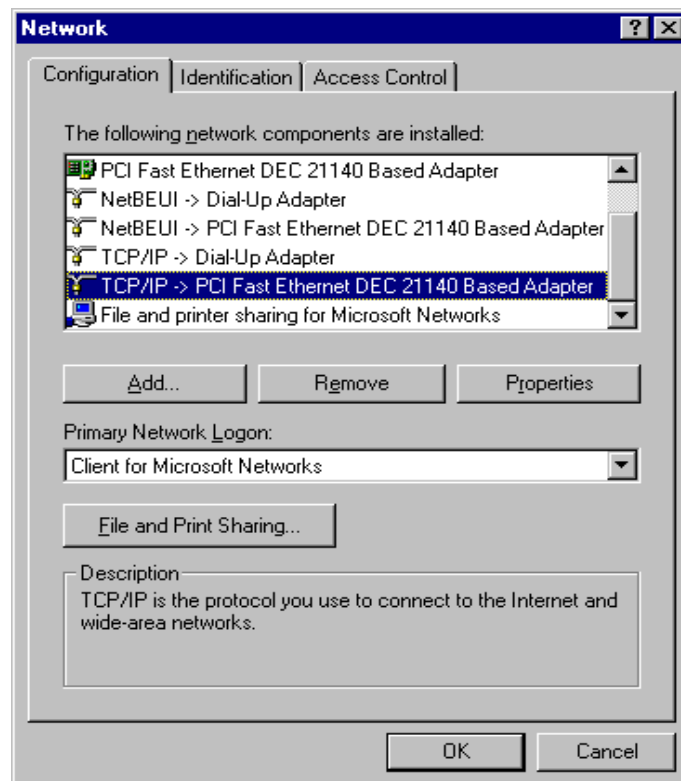 Network
Configuration
Identification
Access Control
The following network components are installed:
PCI Fast Ethernet DEC 21140 Based Adapter
NetBEUI -> Dial-Up Adapter
NetBEUI -> PCI Fast Ethernet DEC 21140 Based Adapter
TCP/IP -> Dial-Up Adapter
TCP/IP -> PCI Fast Ethernet DEC 21140 Based Adapter
File and printer sharing for Microsoft Networks
Add...
Remove
Properties
Primary Network Logon:
Client for Microsoft Networks
File and Print Sharing...
Description
TCP/IP is the protocol you use to connect to the Internet and
wide-area networks.
OK
Cancel